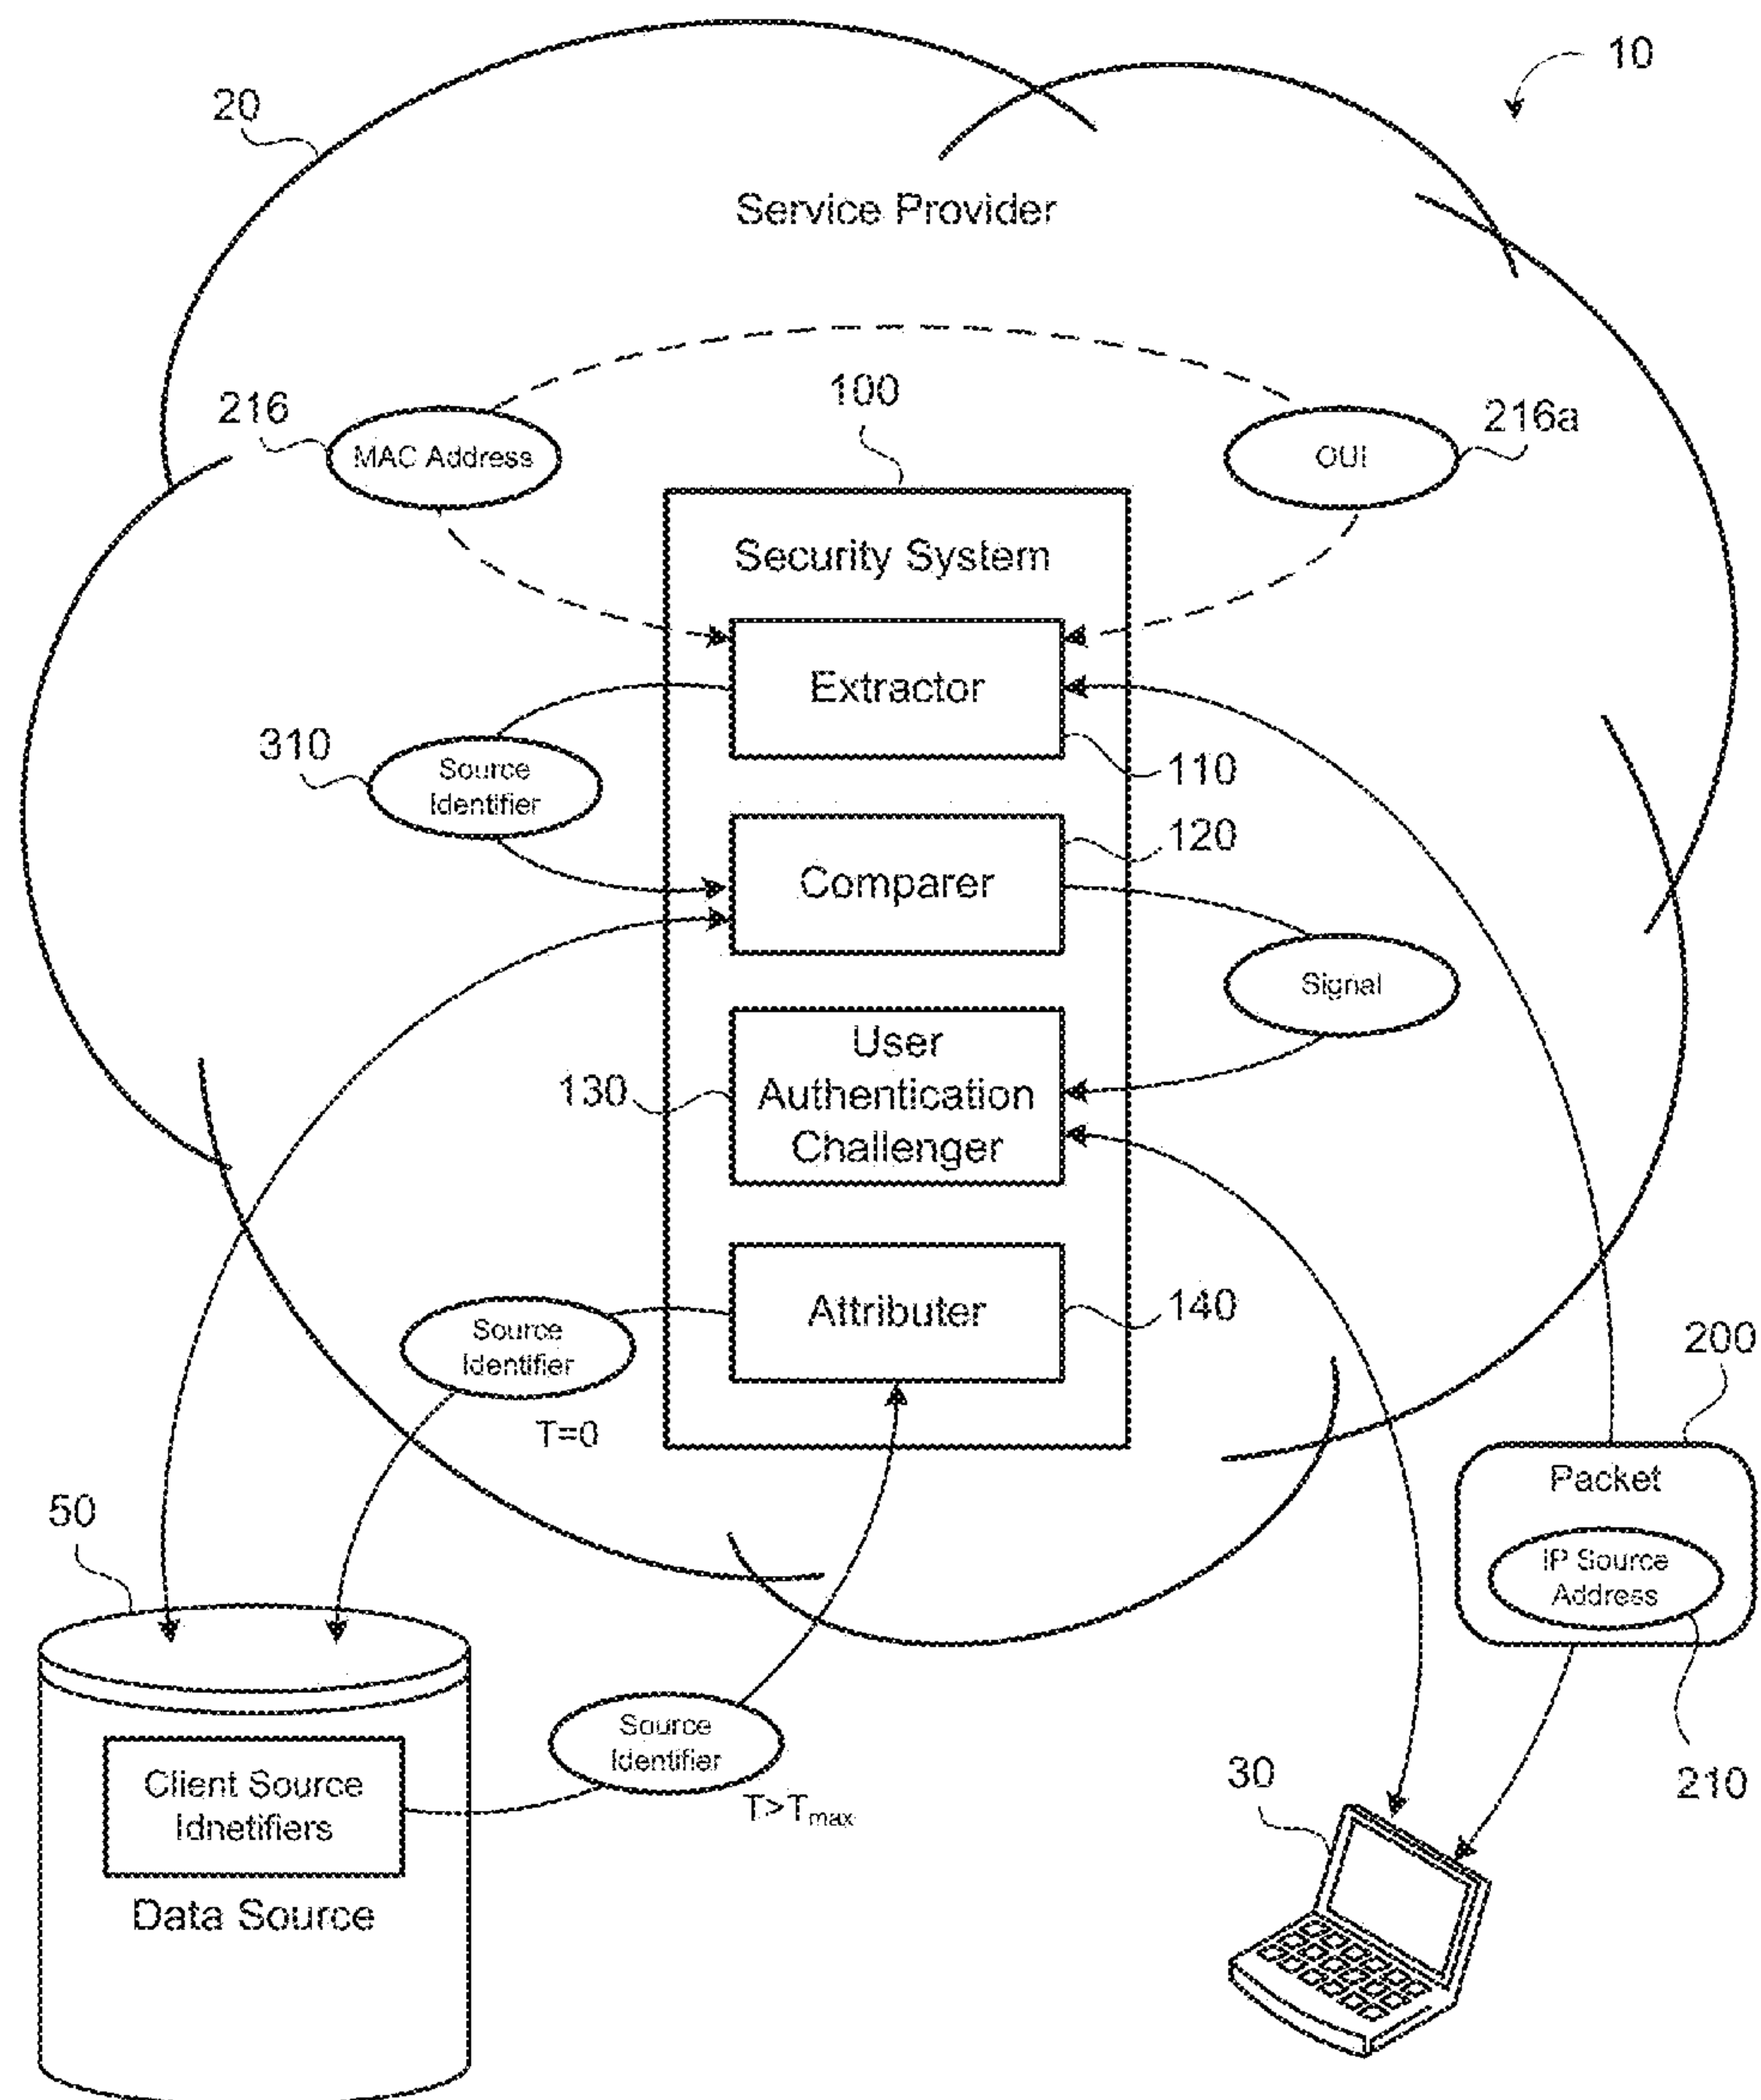 10
20
Service Provider
100
216
MAC Address
OUI
216a
Security System
Extractor
310
Source
Identifier
110
120
Comparer
Signal
User
Authentication
Challenger
130
Attributer
140
Source
Identifier
T=0
200
Packet
IP Source
Address
50
Source
Identifier
T>Tmax
210
30
Client Source
Idnetifiers
Data Source